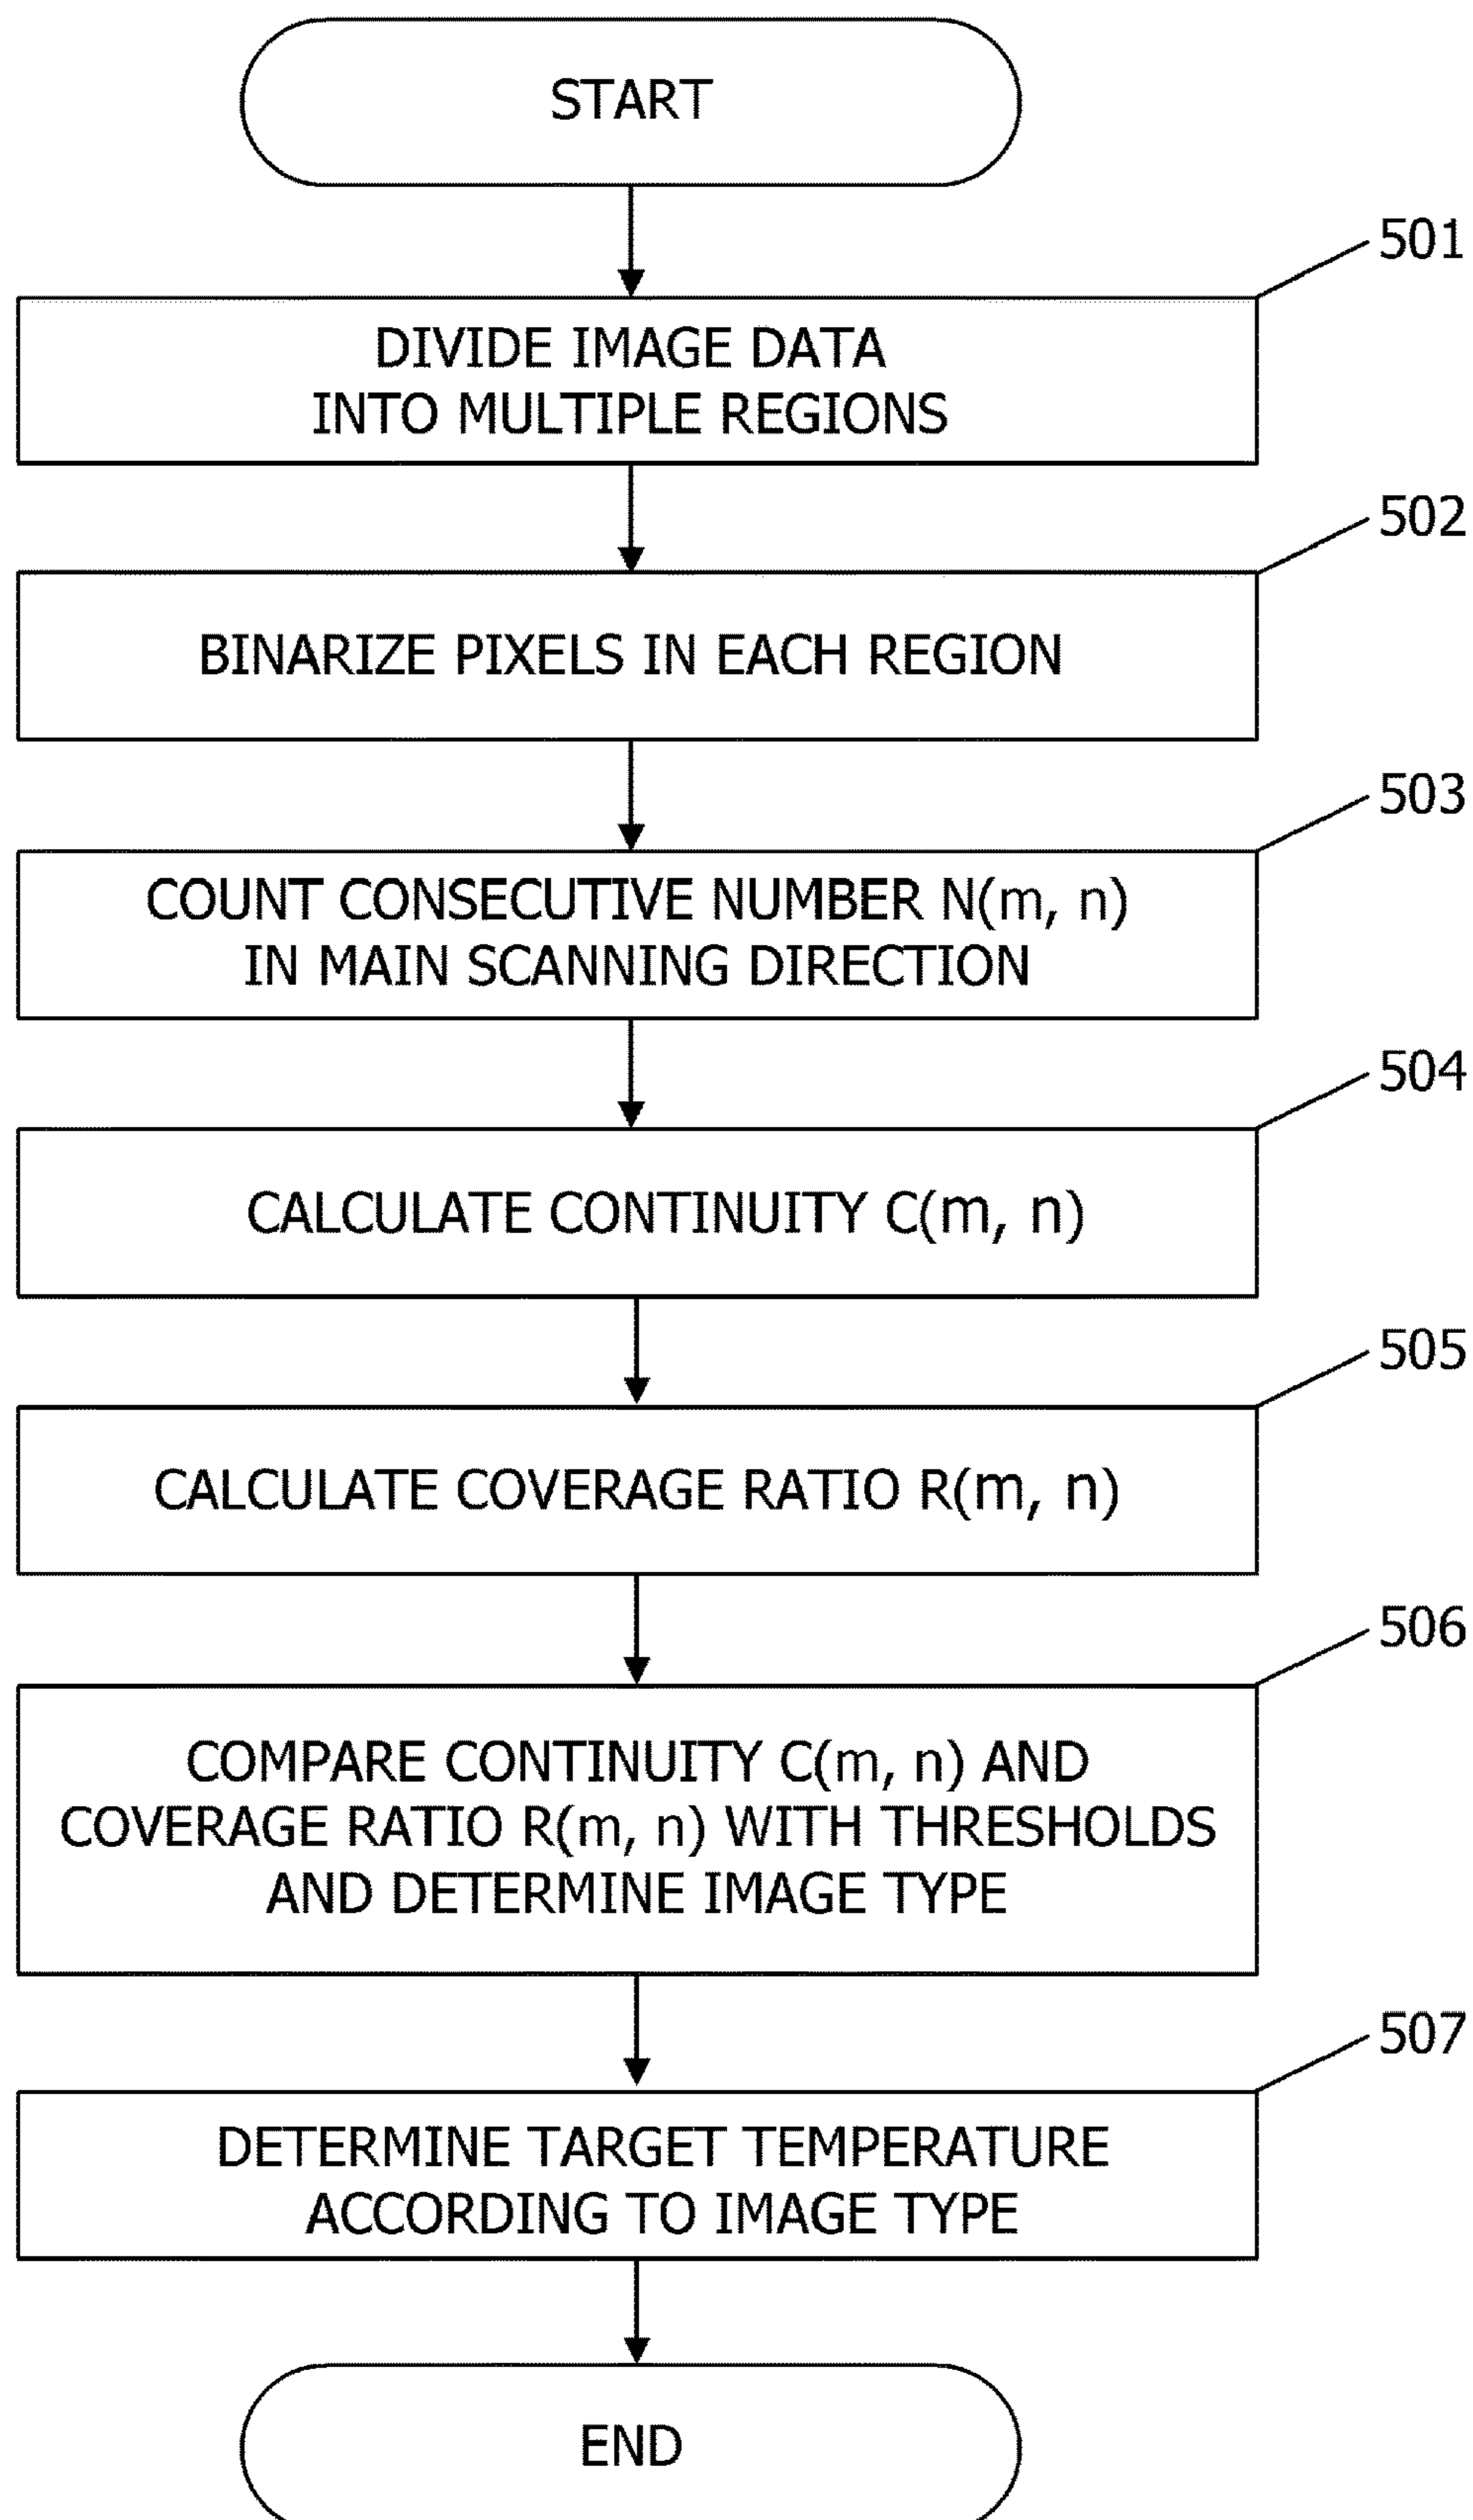 START
501
DIVIDE IMAGE DATA
INTO MULTIPLE REGIONS
502
BINARIZE PIXELS IN EACH REGION
503
COUNT CONSECUTIVE NUMBER N(m, n)
IN MAIN SCANNING DIRECTION
504
CALCULATE CONTINUITY C(m, n)
505
CALCULATE COVERAGE RATIO R(m, n)
506
COMPARE CONTINUITY C(m, n) AND
COVERAGE RATIO R(m, n) WITH THRESHOLDS
AND DETERMINE IMAGE TYPE
507
DETERMINE TARGET TEMPERATURE
ACCORDING TO IMAGE TYPE
END